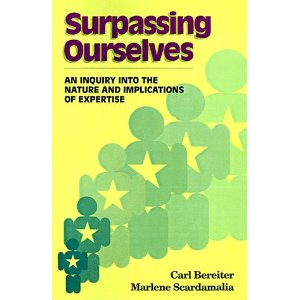 Surpassing
Ourselves
AN INQUIRY INTO THE
NATURE AND IMPLICATIONS
OF EXPERTISE
Carl Bereiter
Marlene Scardamalia